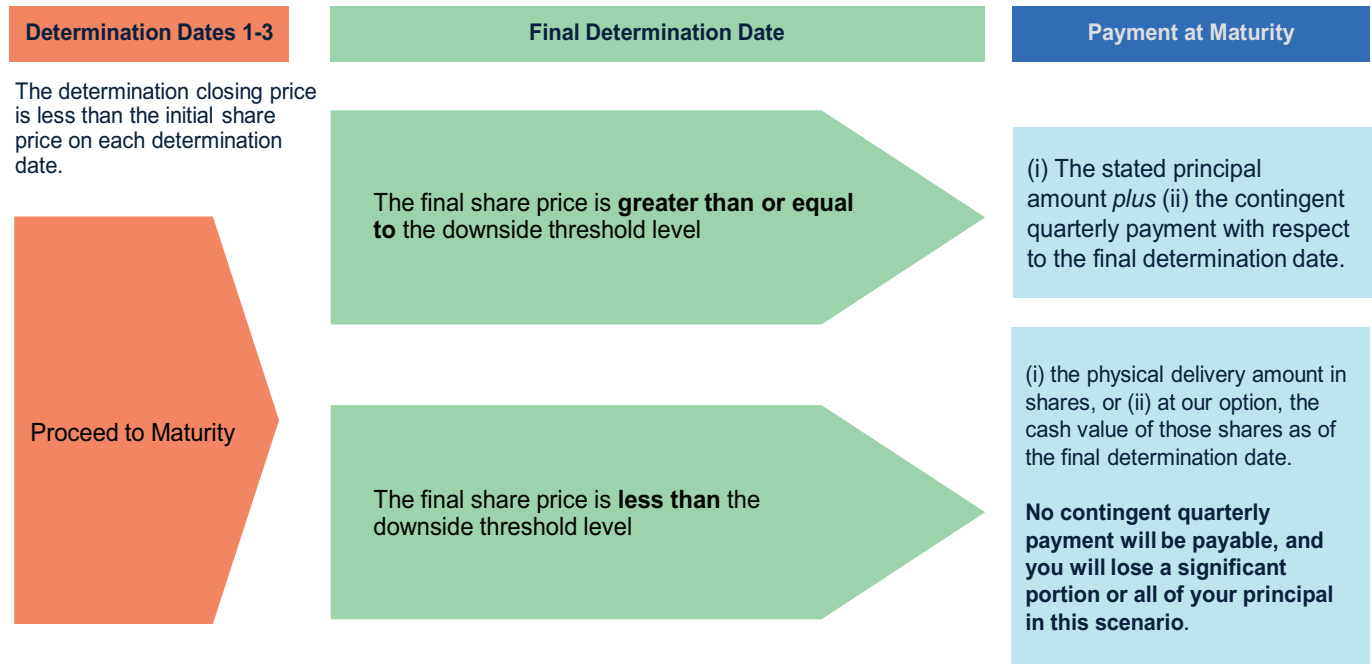 Determination Dates 1-3
Final Determination Date
Payment at Maturity
The determination closing price
is less than the initial share
price on each determination
date.
Proceed to Maturity
The final share price is greater than or equal
to the downside threshold level
(i) The stated principal
amount plus (ii) the contingent
quarterly payment with respect
to the final determination date.
The final share price is less than the
downside threshold level
(i) the physical delivery amount in
shares, or (ii) at our option, the
cash value of those shares as of
the final determination date.
No contingent quarterly
payment will be payable, and
you will lose a significant
portion or all of your principal
in this scenario.